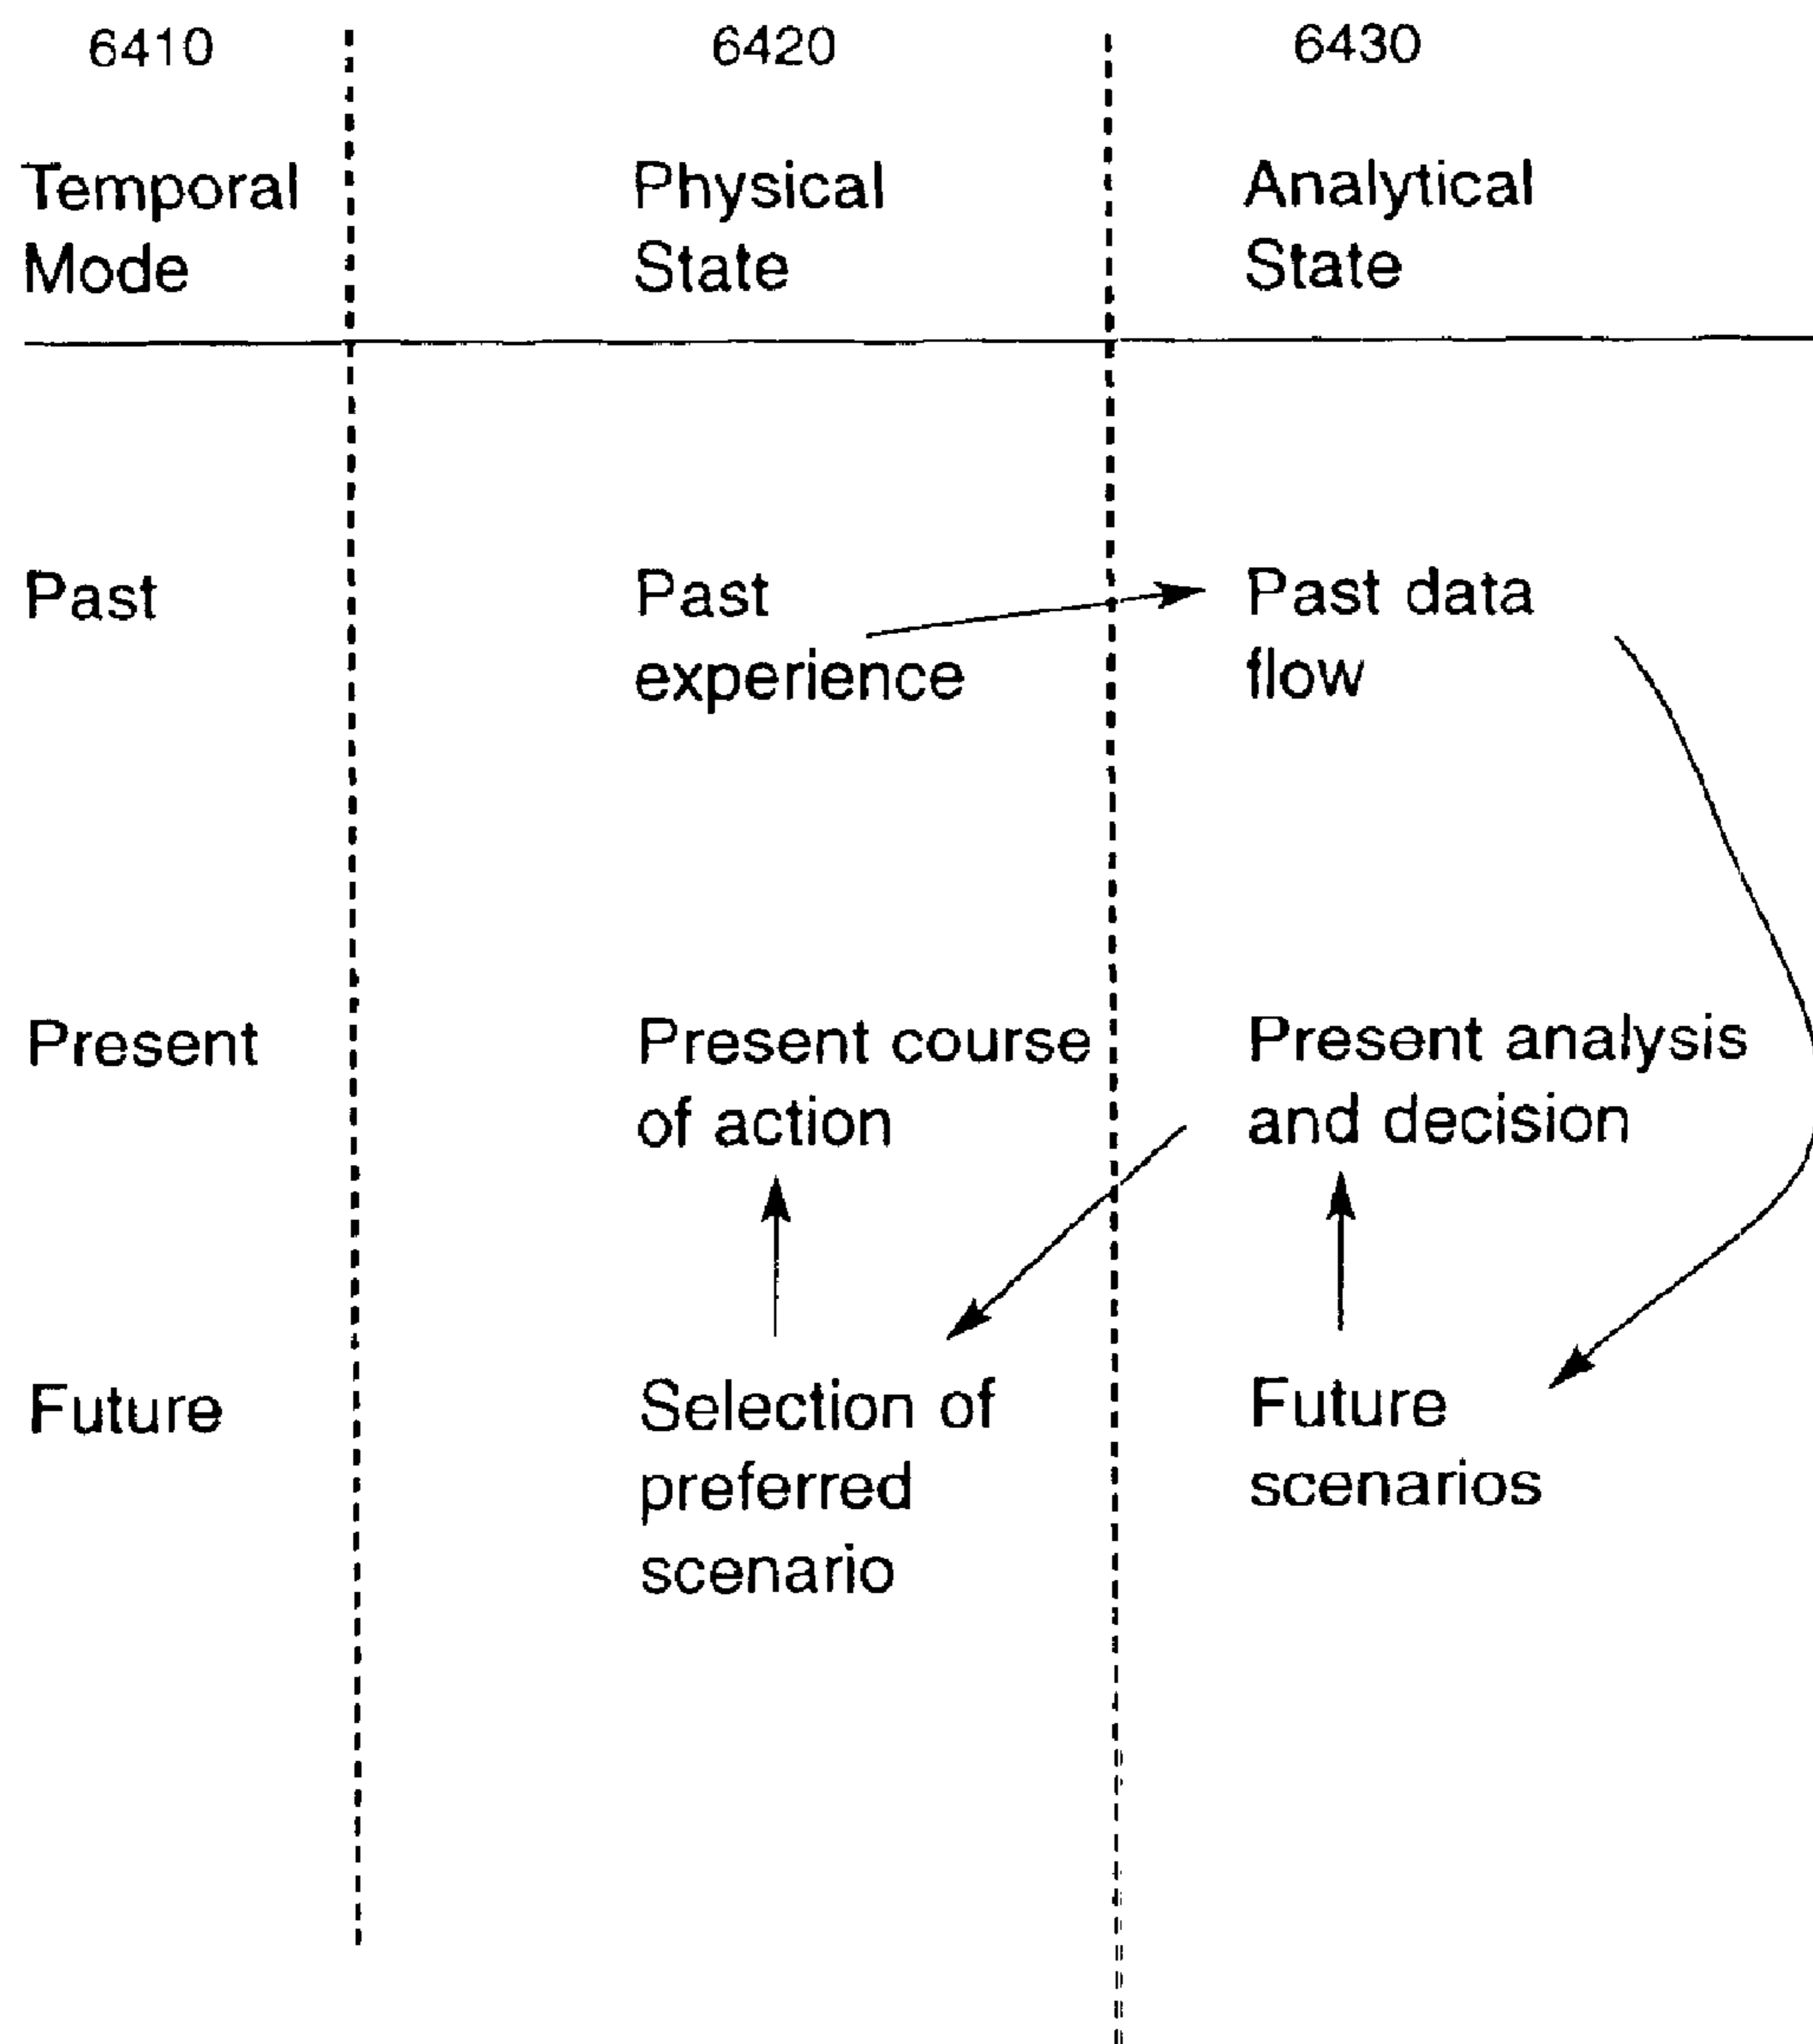 6410 6420 6430
Temporal Physical Analytical
Mode State State
Past Past Past data
experience flow
Present Present course Present analysis
of action and decision
Future Selection of Future
preferred scenarios
scenario